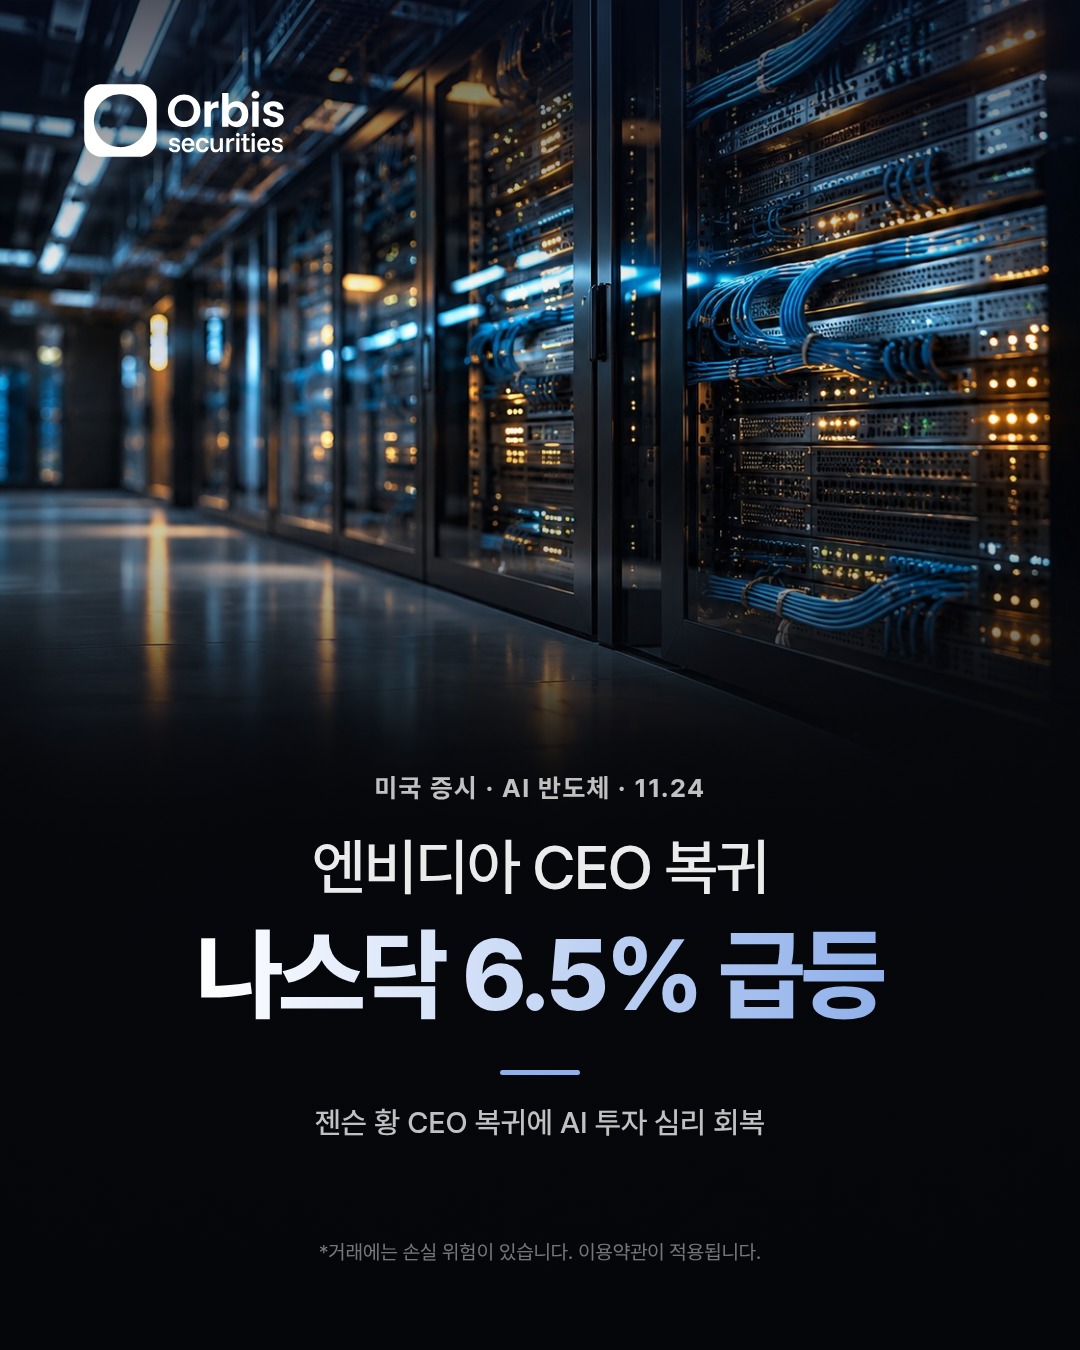 Orbis
securities
미국 증시 · AI 반도체 · 11.24
엔비디아 CEO 복귀
나스닥 6.5% 급등
젠슨 황 CEO 복귀에 AI 투자 심리 회복
*거래에는 손실 위험이 있습니다. 이용약관이 적용됩니다.